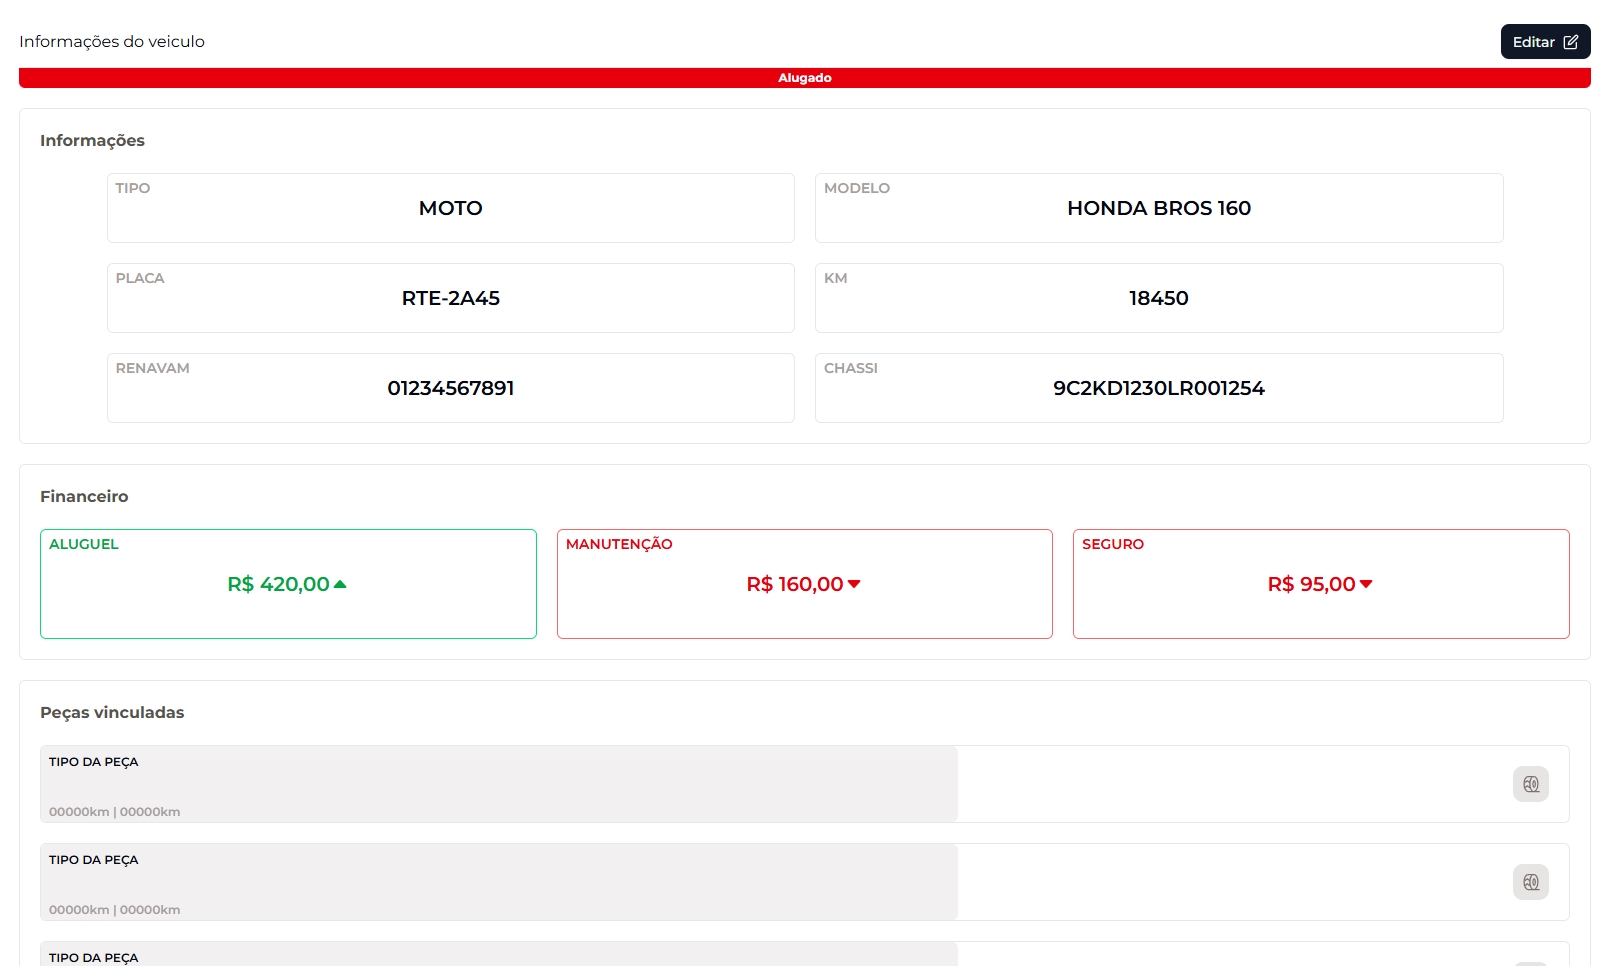 Informações do veiculo
Editar
Alugado
Informações
TIPO
MOTO
MODELO
HONDA BROS 160
PLACA
RTE-2A45
KM
18450
RENAVAM
01234567891
CHASSI
9C2KD1230LR001254
Financeiro
ALUGUEL
R$ 420,00
MANUTENÇÃO
R$ 160,00
SEGURO
R$ 95,00
Peças vinculadas
TIPO DA PEÇA
00000km | 00000km
TIPO DA PEÇA
00000km | 00000km
TIPO DA PEÇA